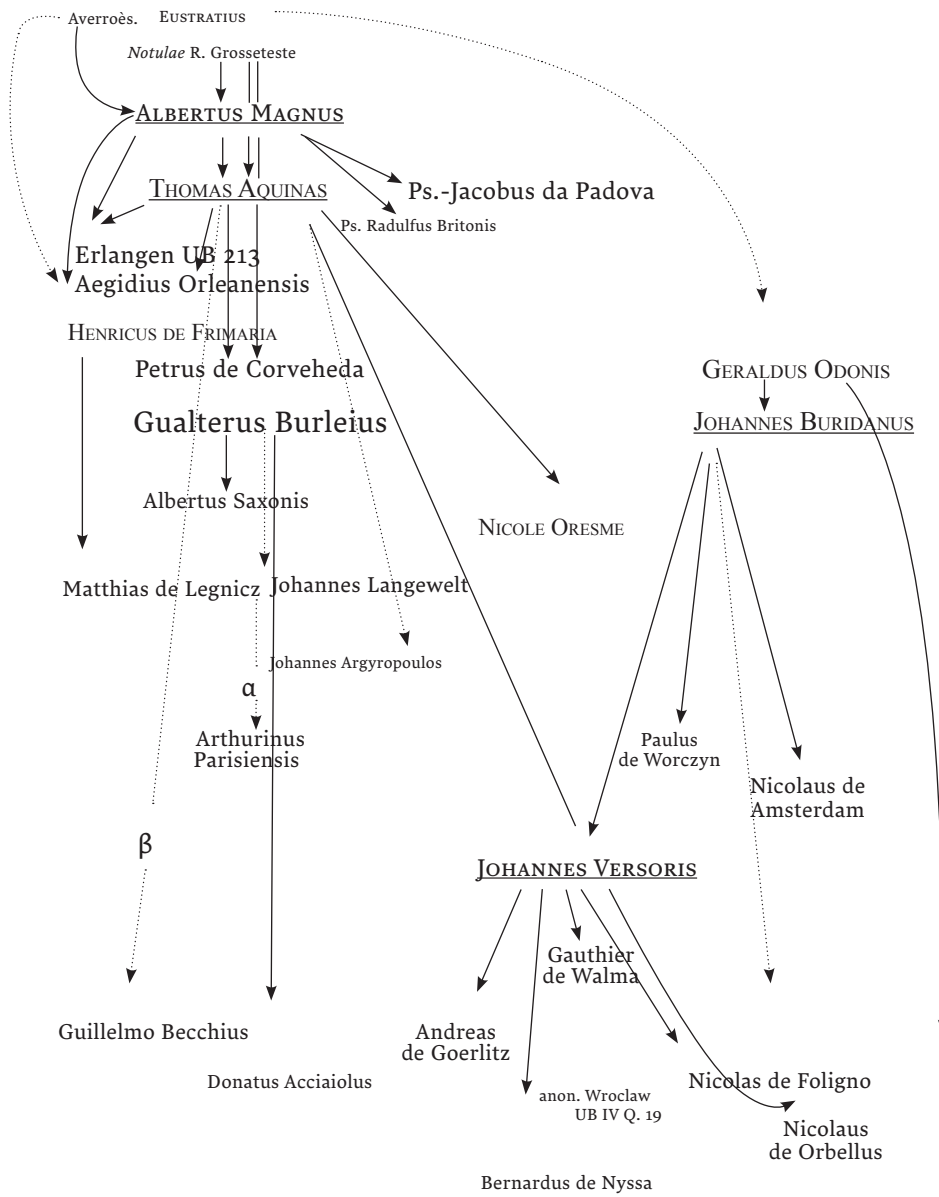 Averroès. Eustratius
Notulae R. Grosseteste
Albertus Magnus
Thomas Aquinas
Ps.-Jacobus da Padova
Ps. Radulfus Britonis
Erlangen UB 213
Aegidius Orleanensis
Henricus de Frimaria
Petrus de Corveheda
Geraldus Odonis
Gualterus Burleius
Johannes Buridanus
Albertus Saxonis
Nicole Oresme
Matthias de Legnicz
Johannes Langewelt
Johannes Argyropoulos
α
Arthurinus
Parisiensis
Paulus
de Worczyn
Nicolaus de
Amsterdam
β
Johannes Versoris
Gauthier
de Walma
Guillelmo Becchius
Andreas
de Goerlitz
Donatus Acciaiolus
Nicolas de Foligno
anon. Wroclaw
UB IV Q. 19
Nicolaus
de Orbellus
Bernardus de Nyssa